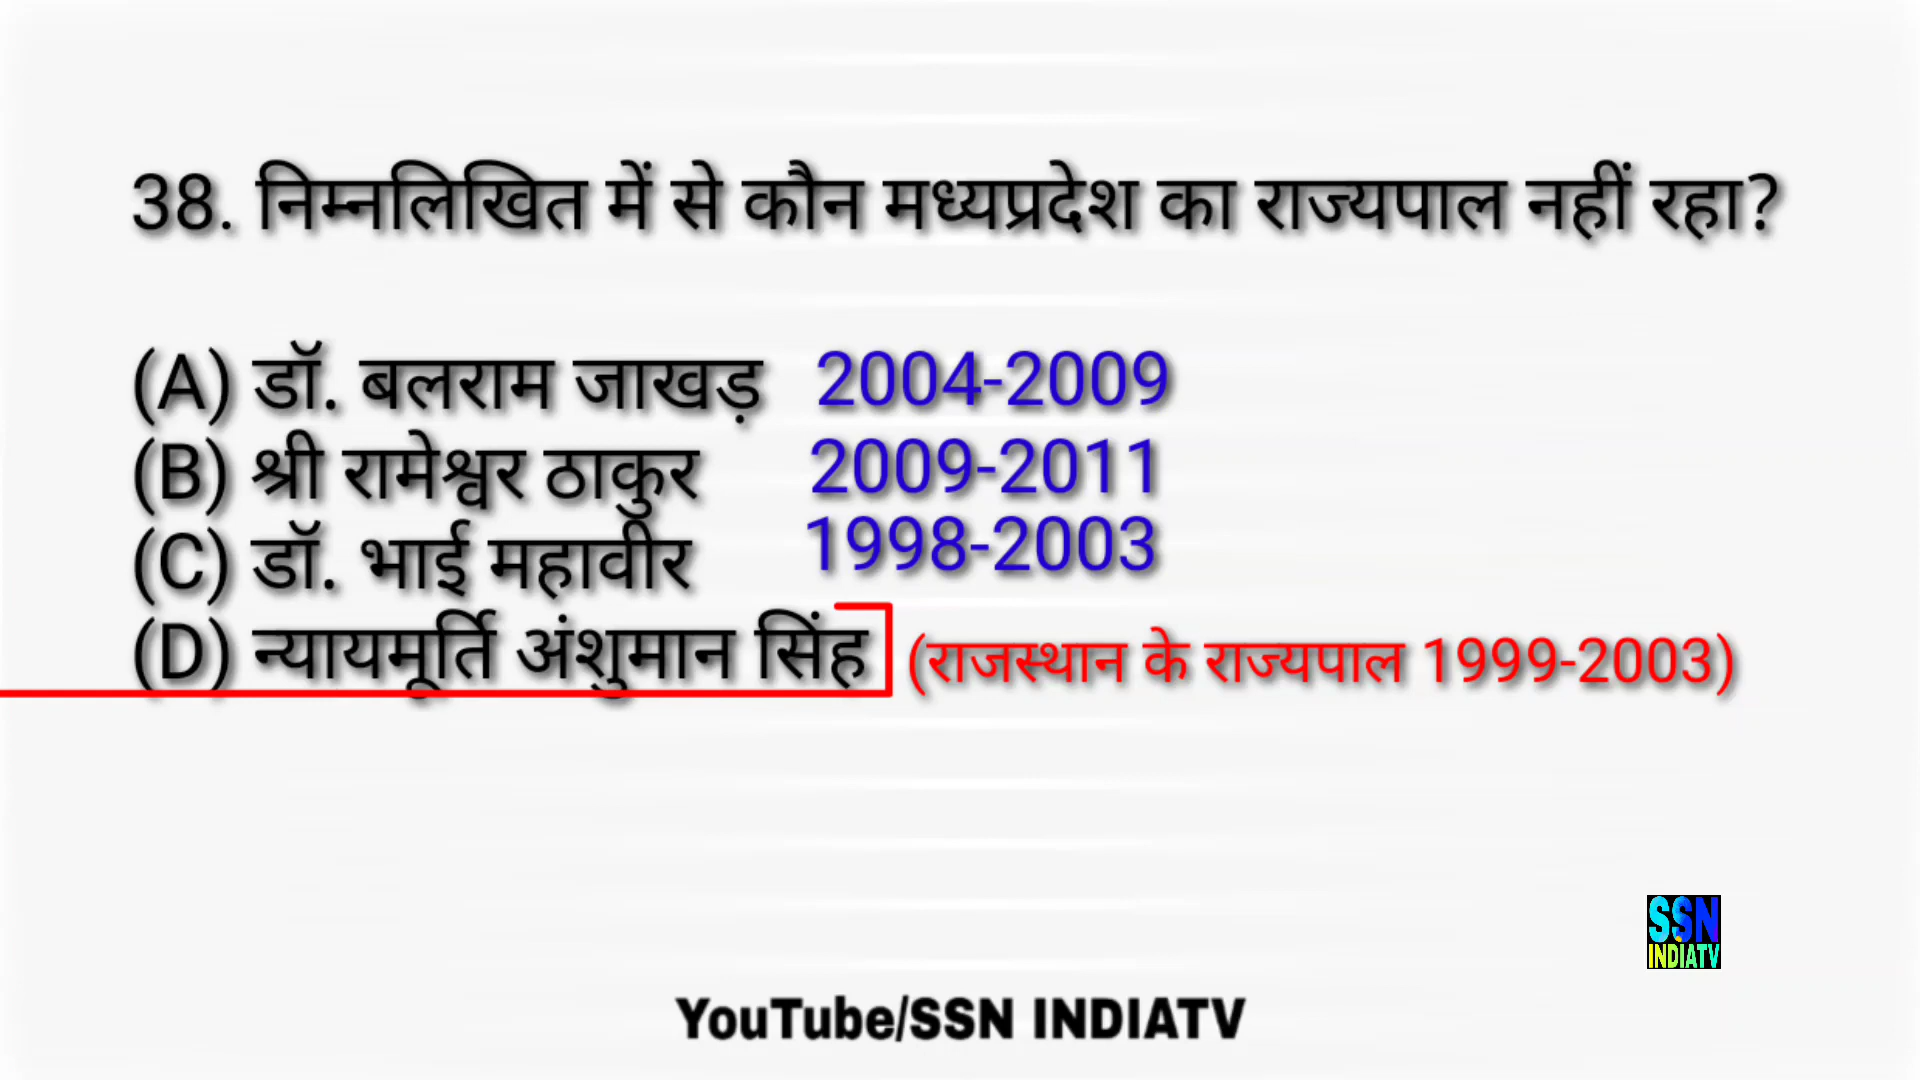 38. निम्नलिखित में से कौन मध्यप्रदेश का राज्यपाल नहीं रहा?
(A) डॉ. बलराम जाखड़ 2004-2009
(B) श्री रामेश्वर ठाकुर 2009-2011
(C) डॉ. भाई महावीर 1998-2003
(D) न्यायमूर्ति अंशुमान सिंह (राजस्थान के राज्यपाल 1999-2003)
SSN
INDIATV
YouTube/SSN INDIATV